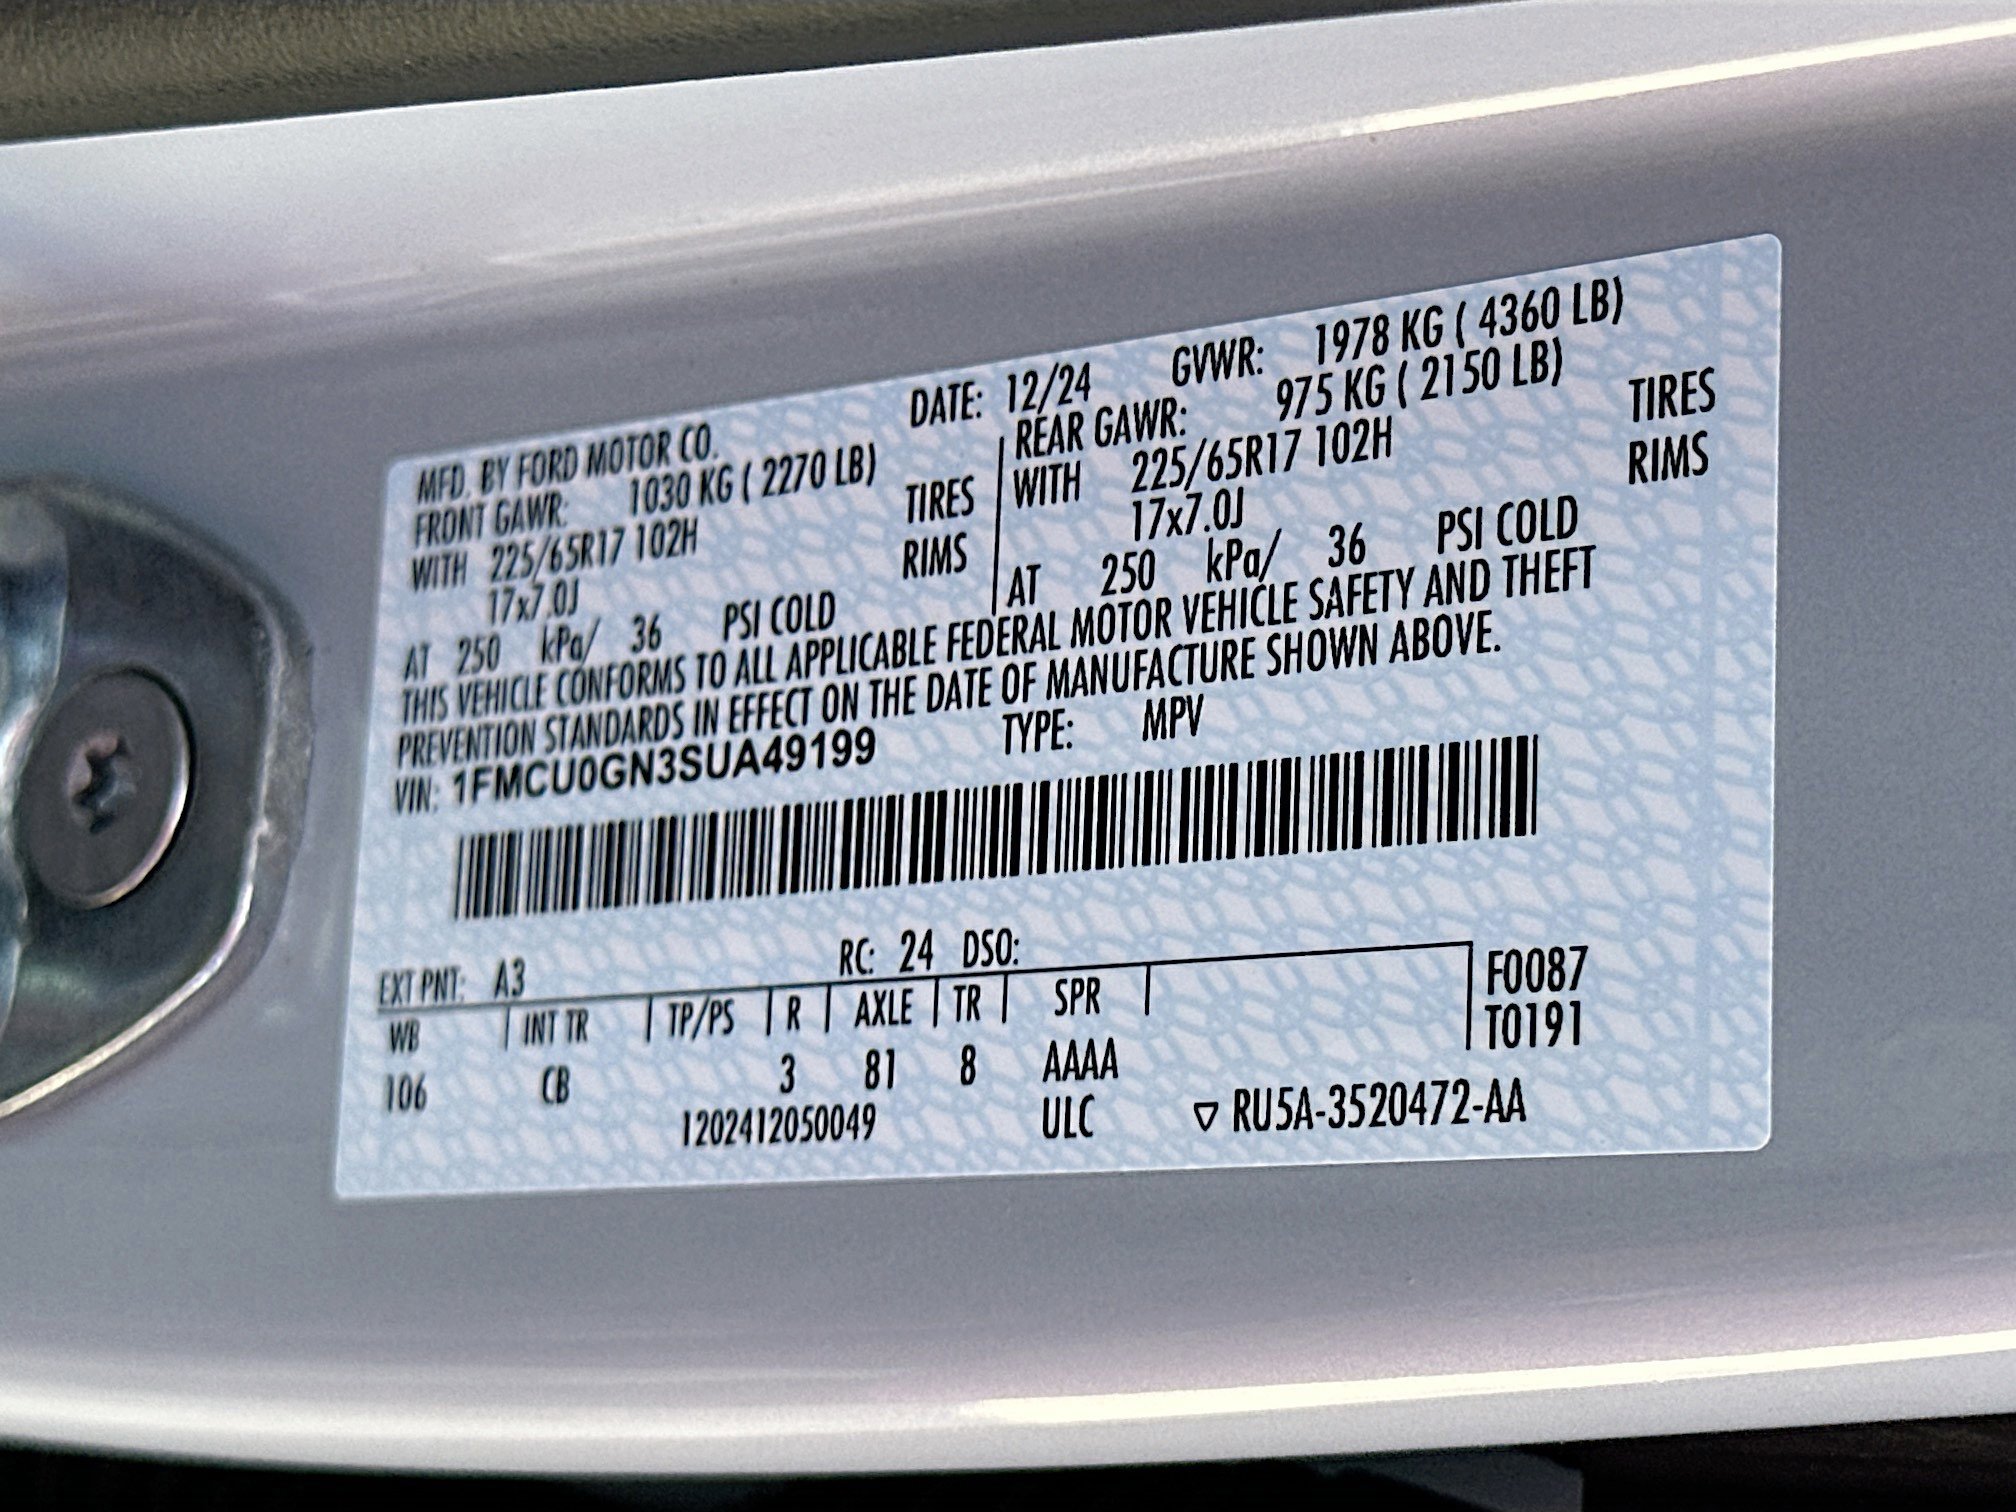 MFD. BY FORD MOTOR CO. DATE: 12/24 GVWR: 1978 KG ( 4360 LB)
FRONT GAWR: 1030 KG ( 2270 LB) REAR GAWR: 975 KG ( 2150 LB)
WITH 225/65R17 102H TIRES WITH 225/65R17 102H TIRES
17x7.0J RIMS 17x7.0J RIMS
AT 250 kPa/ 36 PSI COLD AT 250 kPa/ 36 PSI COLD
THIS VEHICLE CONFORMS TO ALL APPLICABLE FEDERAL MOTOR VEHICLE SAFETY AND THEFT
PREVENTION STANDARDS IN EFFECT ON THE DATE OF MANUFACTURE SHOWN ABOVE.
VIN: 1FMCU0GN3SUA49199 TYPE: MPV
EXT PNT: A3 RC: 24 DSO:
WB INT TR TP/PS R AXLE TR SPR F0087
T0191
106 CB 3 81 8 AAAA
1202412050049 ULC ▽ RU5A-3520472-AA